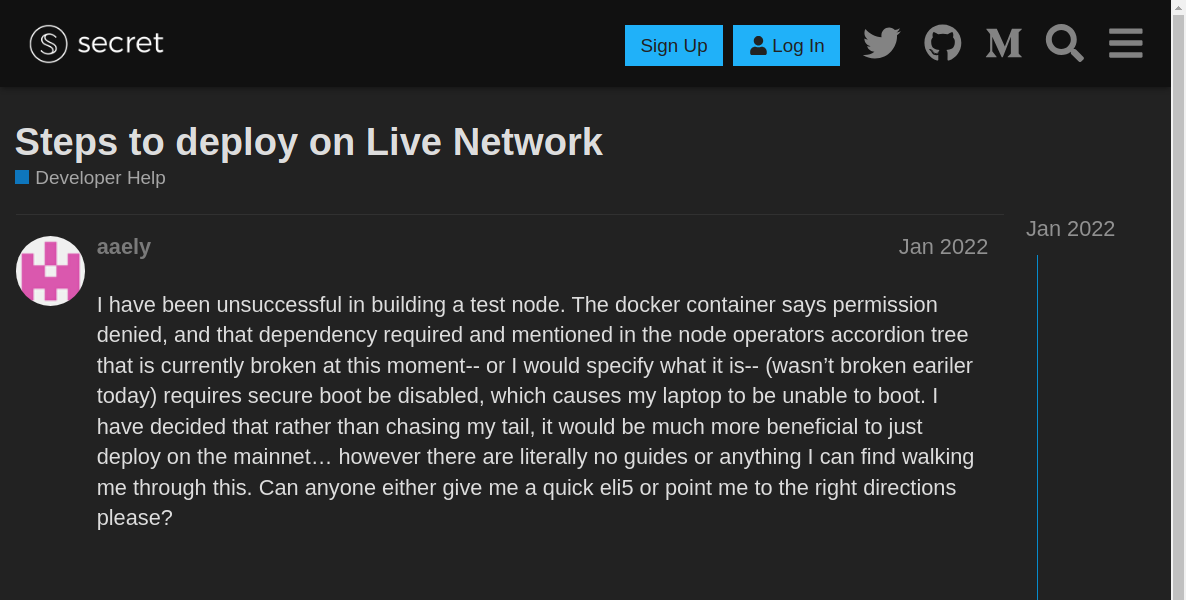 secret
Sign Up
Log In
Steps to deploy on Live Network
Developer Help
Jan 2022
aaely
Jan 2022
I have been unsuccessful in building a test node. The docker container says permission
denied, and that dependency required and mentioned in the node operators accordion tree
that is currently broken at this moment-- or I would specify what it is-- (wasn’t broken eariler
today) requires secure boot be disabled, which causes my laptop to be unable to boot. I
have decided that rather than chasing my tail, it would be much more beneficial to just
deploy on the mainnet… however there are literally no guides or anything I can find walking
me through this. Can anyone either give me a quick eli5 or point me to the right directions
please?